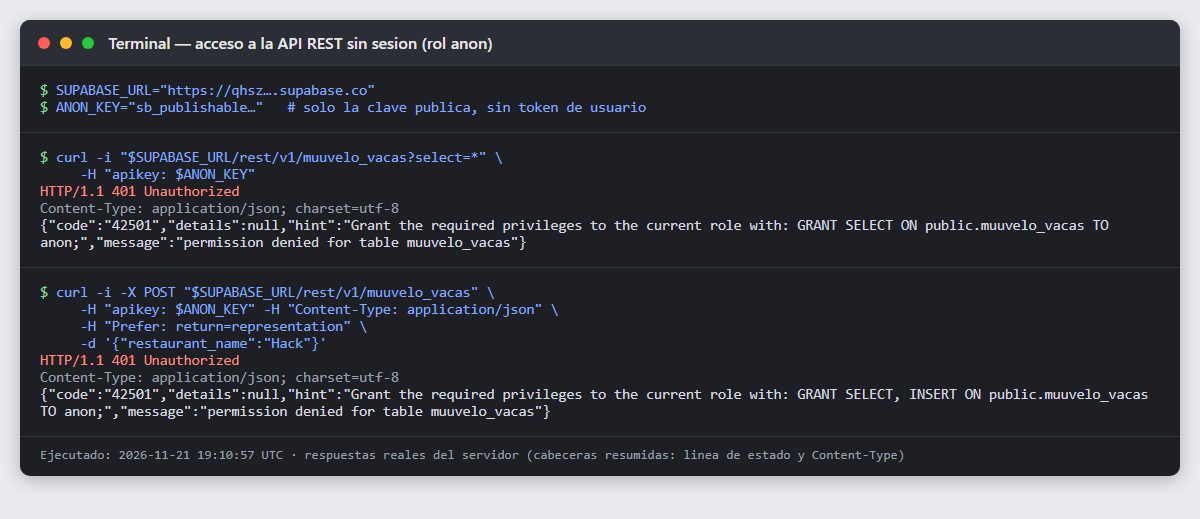 Terminal — acceso a la API REST sin sesion (rol anon)
$ SUPABASE_URL="https://qhsz….supabase.co"
$ ANON_KEY="sb_publishable…"   # solo la clave publica, sin token de usuario
$ curl -i "$SUPABASE_URL/rest/v1/muuvelo_vacas?select=*" \
     -H "apikey: $ANON_KEY"
HTTP/1.1 401 Unauthorized
Content-Type: application/json; charset=utf-8
{"code":"42501","details":null,"hint":"Grant the required privileges to the current role with: GRANT SELECT ON public.muuvelo_vacas TO
anon;","message":"permission denied for table muuvelo_vacas"}
$ curl -i -X POST "$SUPABASE_URL/rest/v1/muuvelo_vacas" \
     -H "apikey: $ANON_KEY" -H "Content-Type: application/json" \
     -H "Prefer: return=representation" \
     -d '{"restaurant_name":"Hack"}'
HTTP/1.1 401 Unauthorized
Content-Type: application/json; charset=utf-8
{"code":"42501","details":null,"hint":"Grant the required privileges to the current role with: GRANT SELECT, INSERT ON public.muuvelo_vacas
TO anon;","message":"permission denied for table muuvelo_vacas"}
Ejecutado: 2026-11-21 19:10:57 UTC · respuestas reales del servidor (cabeceras resumidas: linea de estado y Content-Type)